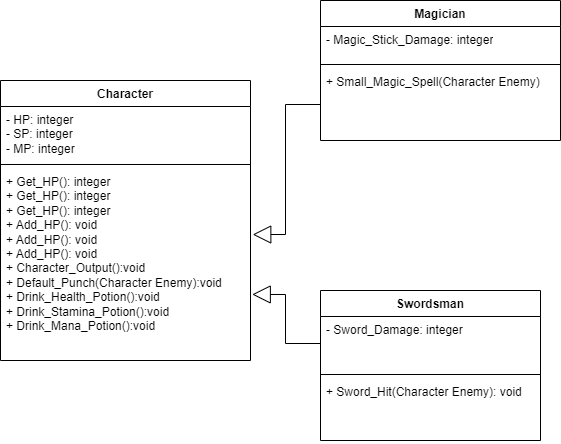 Magician
- Magic_Stick_Damage: integer
+ Small_Magic_Spell(Character Enemy)
Character
- HP: integer
- SP: integer
- MP: integer
+ Get_HP(): integer
+ Get_HP(): integer
+ Get_HP(): integer
+ Add_HP(): void
+ Add_HP(): void
+ Add_HP(): void
+ Character_Output():void
+ Default_Punch(Character Enemy):void
+ Drink_Health_Potion():void
+ Drink_Stamina_Potion():void
+ Drink_Mana_Potion():void
Swordsman
- Sword_Damage: integer
+ Sword_Hit(Character Enemy): void